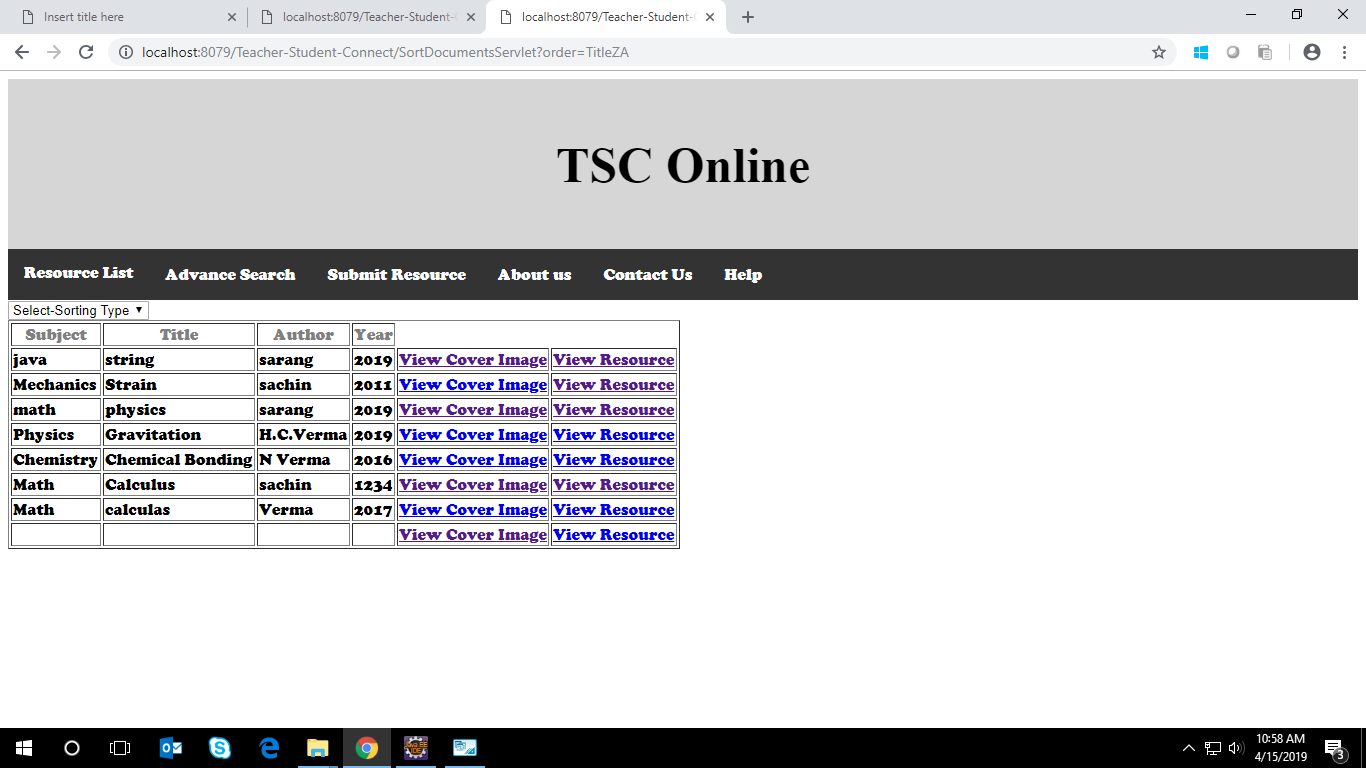 Insert title here
localhost:8079/Teacher-Student-
localhost:8079/Teacher-Student-
localhost:8079/Teacher-Student-Connect/SortDocumentsServlet?order=TitleZA
TSC Online
Resource List Advance Search Submit Resource About us Contact Us Help
Select-Sorting Type
Subject Title Author Year
java string sarang 2019 View Cover Image View Resource
Mechanics Strain sachin 2011 View Cover Image View Resource
math physics sarang 2019 View Cover Image View Resource
Physics Gravitation H.C.Verma 2019 View Cover Image View Resource
Chemistry Chemical Bonding N Verma 2016 View Cover Image View Resource
Math Calculus sachin 1234 View Cover Image View Resource
Math calculas Verma 2017 View Cover Image View Resource
View Cover Image View Resource
10:58 AM
4/15/2019
3